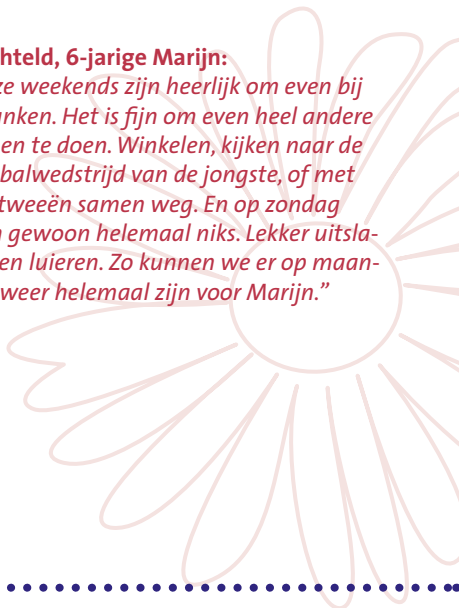 hteld, 6-jarige Marijn:
ze weekends zijn heerlijk om even bij
anken. Het is fijn om even heel andere
en te doen. Winkelen, kijken naar de
balwedstrijd van de jongste, of met
tweeën samen weg. En op zondag
n gewoon helemaal niks. Lekker uitsla-
en luieren. Zo kunnen we er op maan-
weer helemaal zijn voor Marijn.”